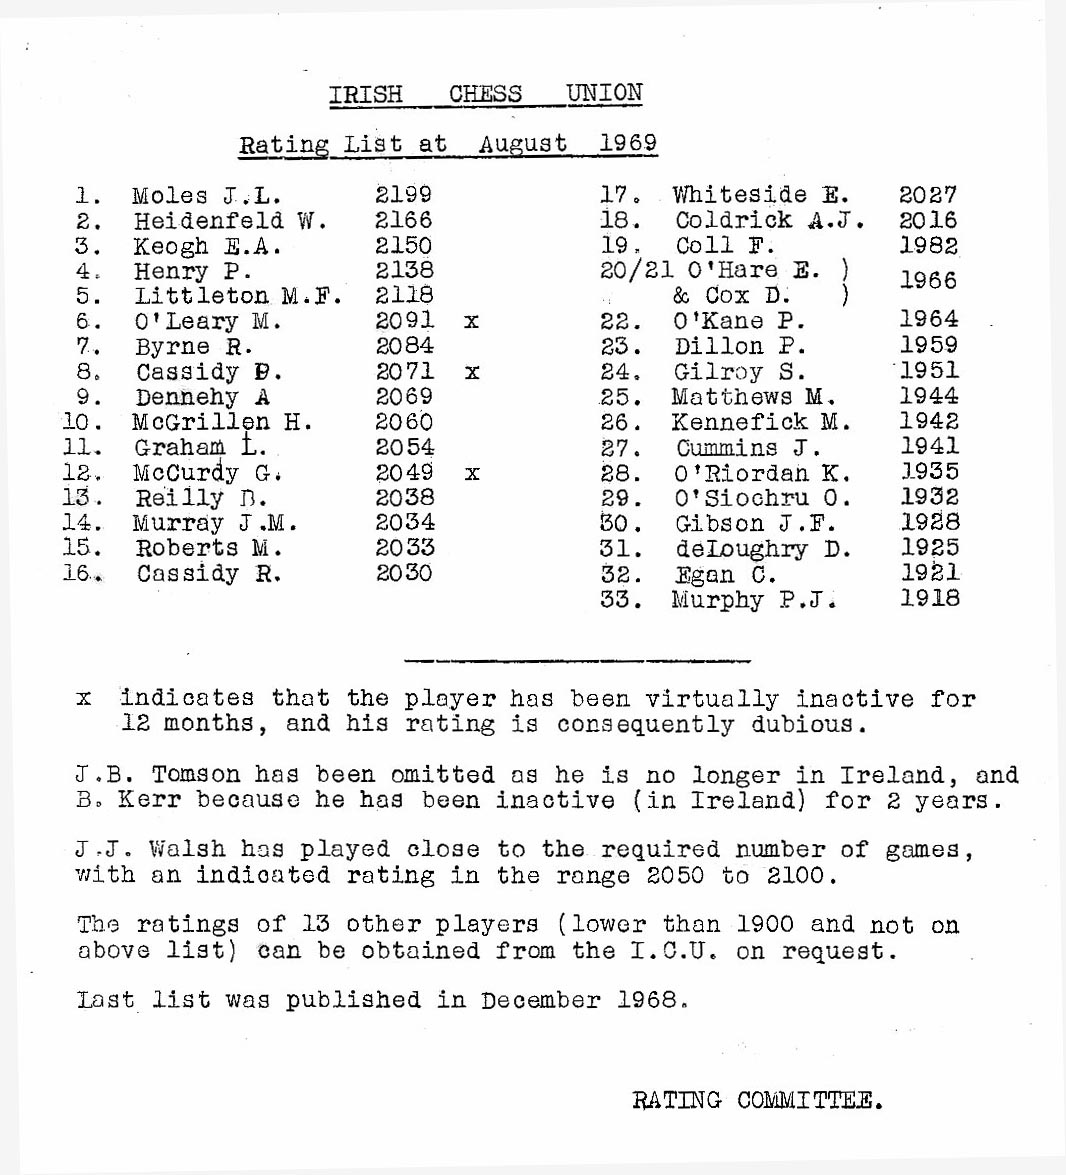 IRISH CHESS UNION
Rating List at August 1969
1. Moles J.L. 2199
2. Heidenfeld W. 2166
3. Keogh E.A. 2150
4. Henry P. 2138
5. Littleton M.F. 2118
6. O'Leary M. 2091 x
7. Byrne R. 2084
8. Cassidy P. 2071 x
9. Dennehy A 2069
10. McGrillen H. 2060
11. Graham L. 2054
12. McCurdy G. 2049 x
13. Reilly B. 2038
14. Murray J.M. 2034
15. Roberts M. 2033
16. Cassidy R. 2030
17. Whiteside E. 2027
18. Coldrick A.J. 2016
19. Coll F. 1982
20/21 O'Hare E. )
& Cox D. ) 1966
22. O'Kane P. 1964
23. Dillon P. 1959
24. Gilroy S. 1951
25. Matthews M. 1944
26. Kennefick M. 1942
27. Cummins J. 1941
28. O'Riordan K. 1935
29. O'Siochru O. 1932
30. Gibson J.F. 1928
31. deLoughry D. 1925
32. Egan C. 1921
33. Murphy P.J. 1918
x indicates that the player has been virtually inactive for
12 months, and his rating is consequently dubious.
J.B. Tomson has been omitted as he is no longer in Ireland, and
B. Kerr because he has been inactive (in Ireland) for 2 years.
J.J. Walsh has played close to the required number of games,
with an indicated rating in the range 2050 to 2100.
The ratings of 13 other players (lower than 1900 and not on
above list) can be obtained from the I.C.U. on request.
Last list was published in December 1968.
RATING COMMITTEE.